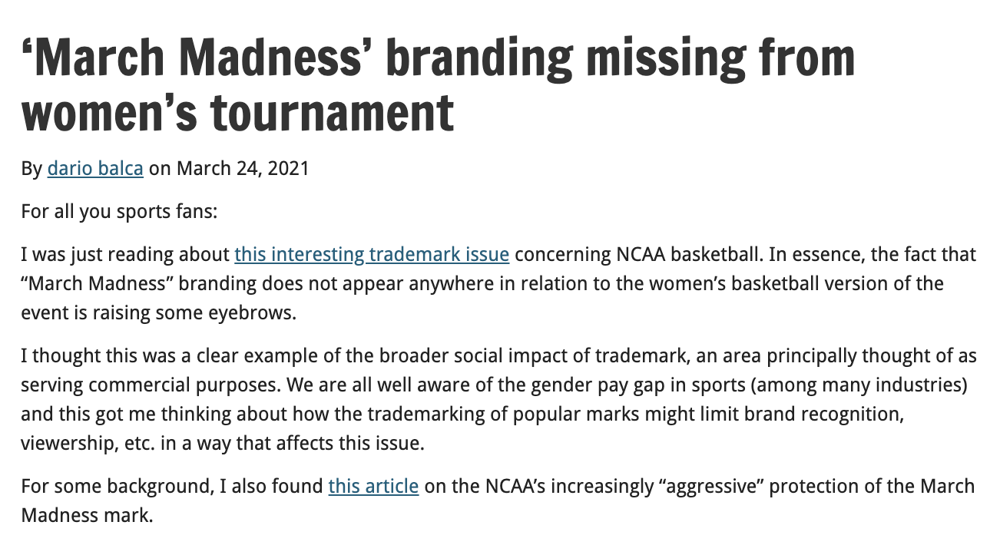 ‘March Madness’ branding missing from
women’s tournament
By dario balca on March 24, 2021
For all you sports fans:
I was just reading about this interesting trademark issue concerning NCAA basketball. In essence, the fact that
“March Madness” branding does not appear anywhere in relation to the women’s basketball version of the
event is raising some eyebrows.
I thought this was a clear example of the broader social impact of trademark, an area principally thought of as
serving commercial purposes. We are all well aware of the gender pay gap in sports (among many industries)
and this got me thinking about how the trademarking of popular marks might limit brand recognition,
viewership, etc. in a way that affects this issue.
For some background, I also found this article on the NCAA’s increasingly “aggressive” protection of the March
Madness mark.